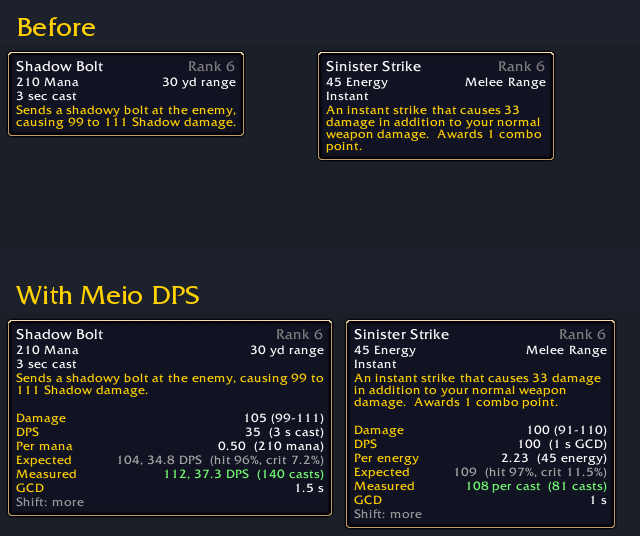 Before
Shadow Bolt Rank 6
210 Mana 30 yd range
3 sec cast
Sends a shadowy bolt at the enemy,
causing 99 to 111 Shadow damage.
Sinister Strike Rank 6
45 Energy Melee Range
Instant
An instant strike that causes 33
damage in addition to your normal
weapon damage. Awards 1 combo
point.
With Meio DPS
Shadow Bolt Rank 6
210 Mana 30 yd range
3 sec cast
Sends a shadowy bolt at the enemy, causing 99 to
111 Shadow damage.
Damage 105 (99-111)
DPS 35 (3 s cast)
Per mana 0.50 (210 mana)
Expected 104, 34.8 DPS (hit 96%, crit 7.2%)
Measured 112, 37.3 DPS (140 casts)
GCD 1.5 s
Shift: more
Sinister Strike Rank 6
45 Energy Melee Range
Instant
An instant strike that causes 33 damage
in addition to your normal weapon
damage. Awards 1 combo point.
Damage 100 (91-110)
DPS 100 (1 s GCD)
Per energy 2.23 (45 energy)
Expected 109 (hit 97%, crit 11.5%)
Measured 108 per cast (81 casts)
GCD 1 s
Shift: more